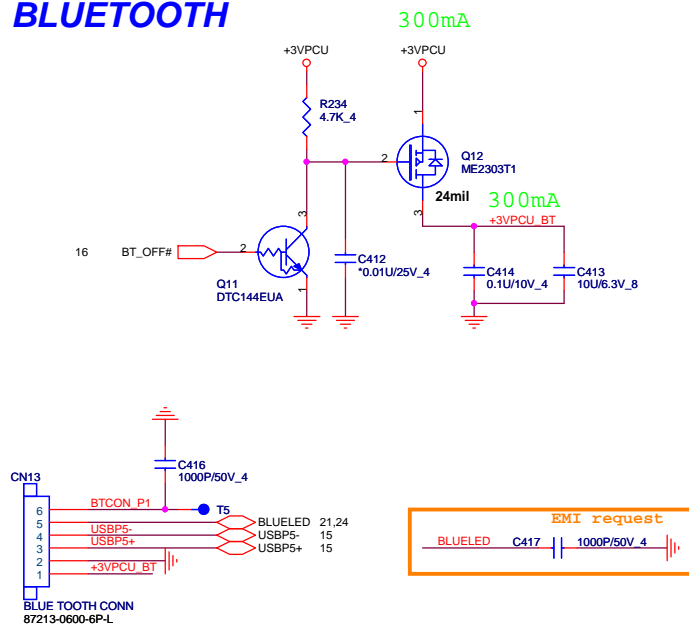 BLUETOOTH
300mA
+3VPCU
+3VPCU
R234
4.7K_4
1
2
Q12
ME2303T1
24mil
3
300mA
+3VPCU_BT
3
16 BT_OFF# 2
C412
*0.01U/25V_4
C414
0.1U/10V_4
C413
10U/6.3V_8
Q11
DTC144EUA
1
C416
1000P/50V_4
CN13
6 BTCON_P1 T5
5 BLUELED 21,24
4 USBP5- USBP5- 15
3 USBP5+ USBP5+ 15
2
1 +3VPCU_BT
BLUE TOOTH CONN
87213-0600-6P-L
EMI request
BLUELED C417 1000P/50V_4